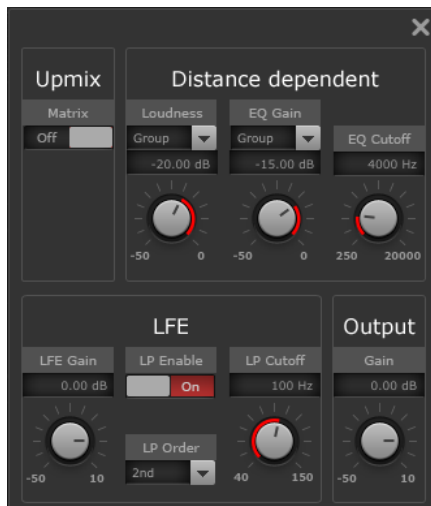 Upmix
Matrix
Off
Distance dependent
Loudness
Group
-20.00 dB
-50 0
EQ Gain
Group
-15.00 dB
-50 0
EQ Cutoff
4000 Hz
250 20000
LFE
LFE Gain
0.00 dB
-50 10
LP Enable
On
LP Order
2nd
LP Cutoff
100 Hz
40 150
Output
Gain
0.00 dB
-50 10